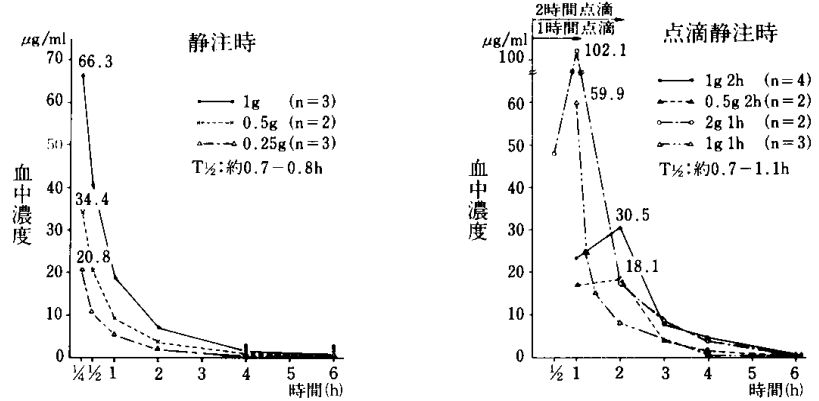 静注時
μg/ml
70
60
50
40
30
20
10
0
血中濃度
66.3
34.4
20.8
1g (n=3)
0.5g (n=2)
0.25g (n=3)
T½:約0.7-0.8h
¼ ½ 1 2 3 4 5 6
時間(h)
2時間点滴
1時間点滴
点滴静注時
μg/ml
100
60
50
40
30
20
10
0
血中濃度
102.1
59.9
30.5
18.1
1g 2h (n=4)
0.5g 2h (n=2)
2g 1h (n=2)
1g 1h (n=3)
T½:約0.7-1.1h
½ 1 2 3 4 5 6
時間(h)